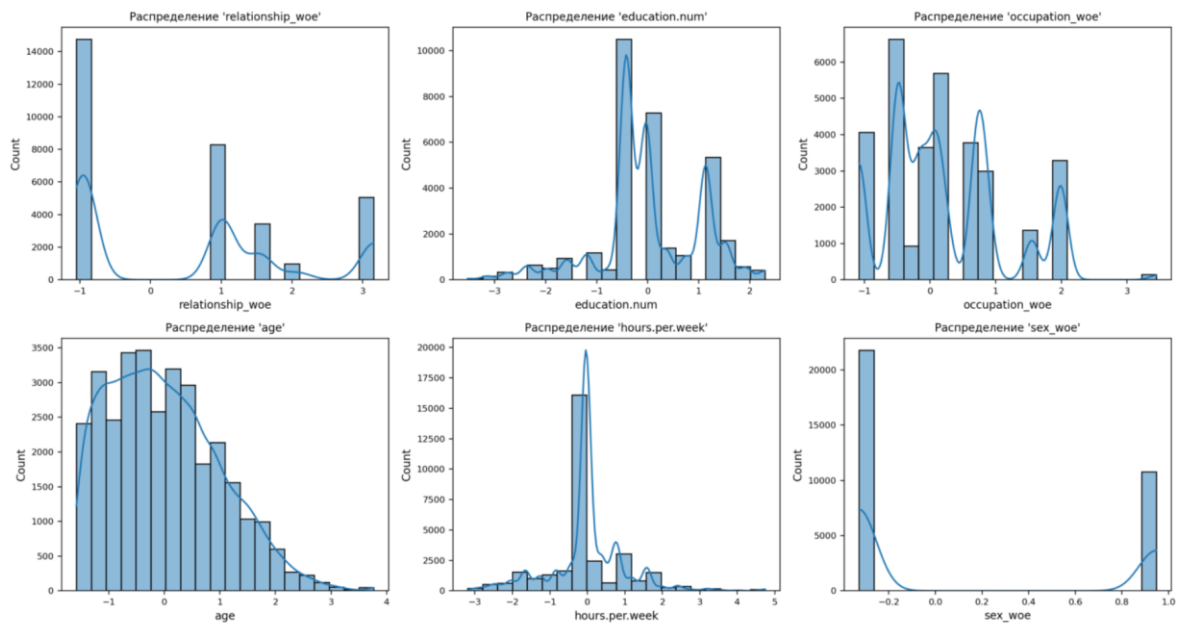 Распределение 'relationship_woe'
Count
14000
12000
10000
8000
6000
4000
2000
0
−1 0 1 2 3
relationship_woe
Распределение 'education.num'
Count
10000
8000
6000
4000
2000
0
−3 −2 −1 0 1 2
education.num
Распределение 'occupation_woe'
Count
6000
5000
4000
3000
2000
1000
0
−1 0 1 2 3
occupation_woe
Распределение 'age'
Count
3500
3000
2500
2000
1500
1000
500
0
−1 0 1 2 3 4
age
Распределение 'hours.per.week'
Count
20000
17500
15000
12500
10000
7500
5000
2500
0
−3 −2 −1 0 1 2 3 4 5
hours.per.week
Распределение 'sex_woe'
Count
20000
15000
10000
5000
0
−0.2 0.0 0.2 0.4 0.6 0.8 1.0
sex_woe